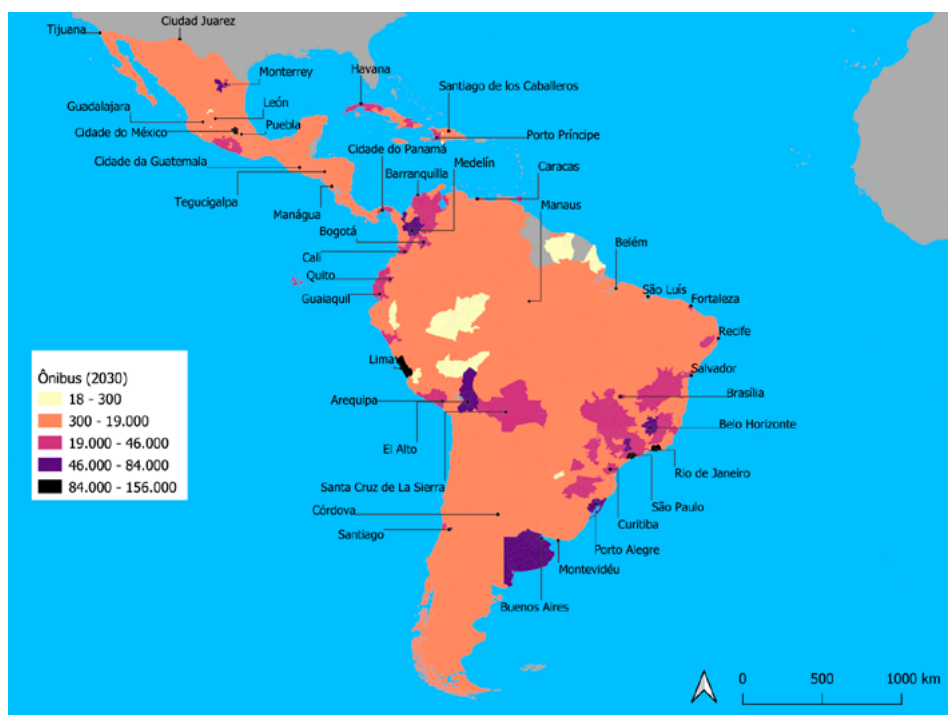 Ciudad Juarez
Tijuana
Monterrey
Havana
Santiago de los Caballeros
León
Guadalajara
Puebla
Cidade do México
Porto Príncipe
Cidade do Panamá
Medelín
Cidade da Guatemala
Barranquilla
Caracas
Tegucigalpa
Manaus
Manágua
Bogotá
Belém
Cali
Quito
São Luís
Guaiaquil
Fortaleza
Recife
Lima
Salvador
Ônibus (2030)
18 - 300
300 - 19.000
19.000 - 46.000
46.000 - 84.000
84.000 - 156.000
Brasília
Arequipa
Belo Horizonte
El Alto
Rio de Janeiro
Santa Cruz de La Sierra
São Paulo
Córdova
Curitiba
Santiago
Porto Alegre
Montevidéu
Buenos Aires
0 500 1000 km